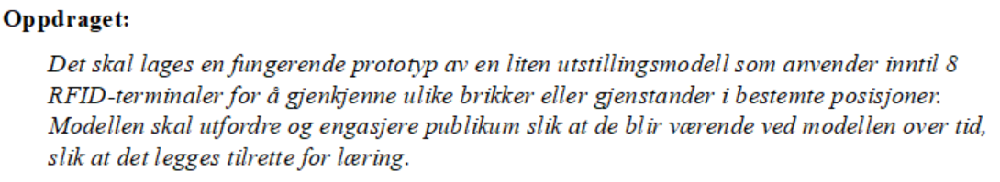 Oppdraget:
Det skal lages en fungerende prototyp av en liten utstillingsmodell som anvender inntil 8
RFID-terminaler for å gjenkjenne ulike brikker eller gjenstander i bestemte posisjoner.
Modellen skal utfordre og engasjere publikum slik at de blir værende ved modellen over tid,
slik at det legges tilrette for læring.